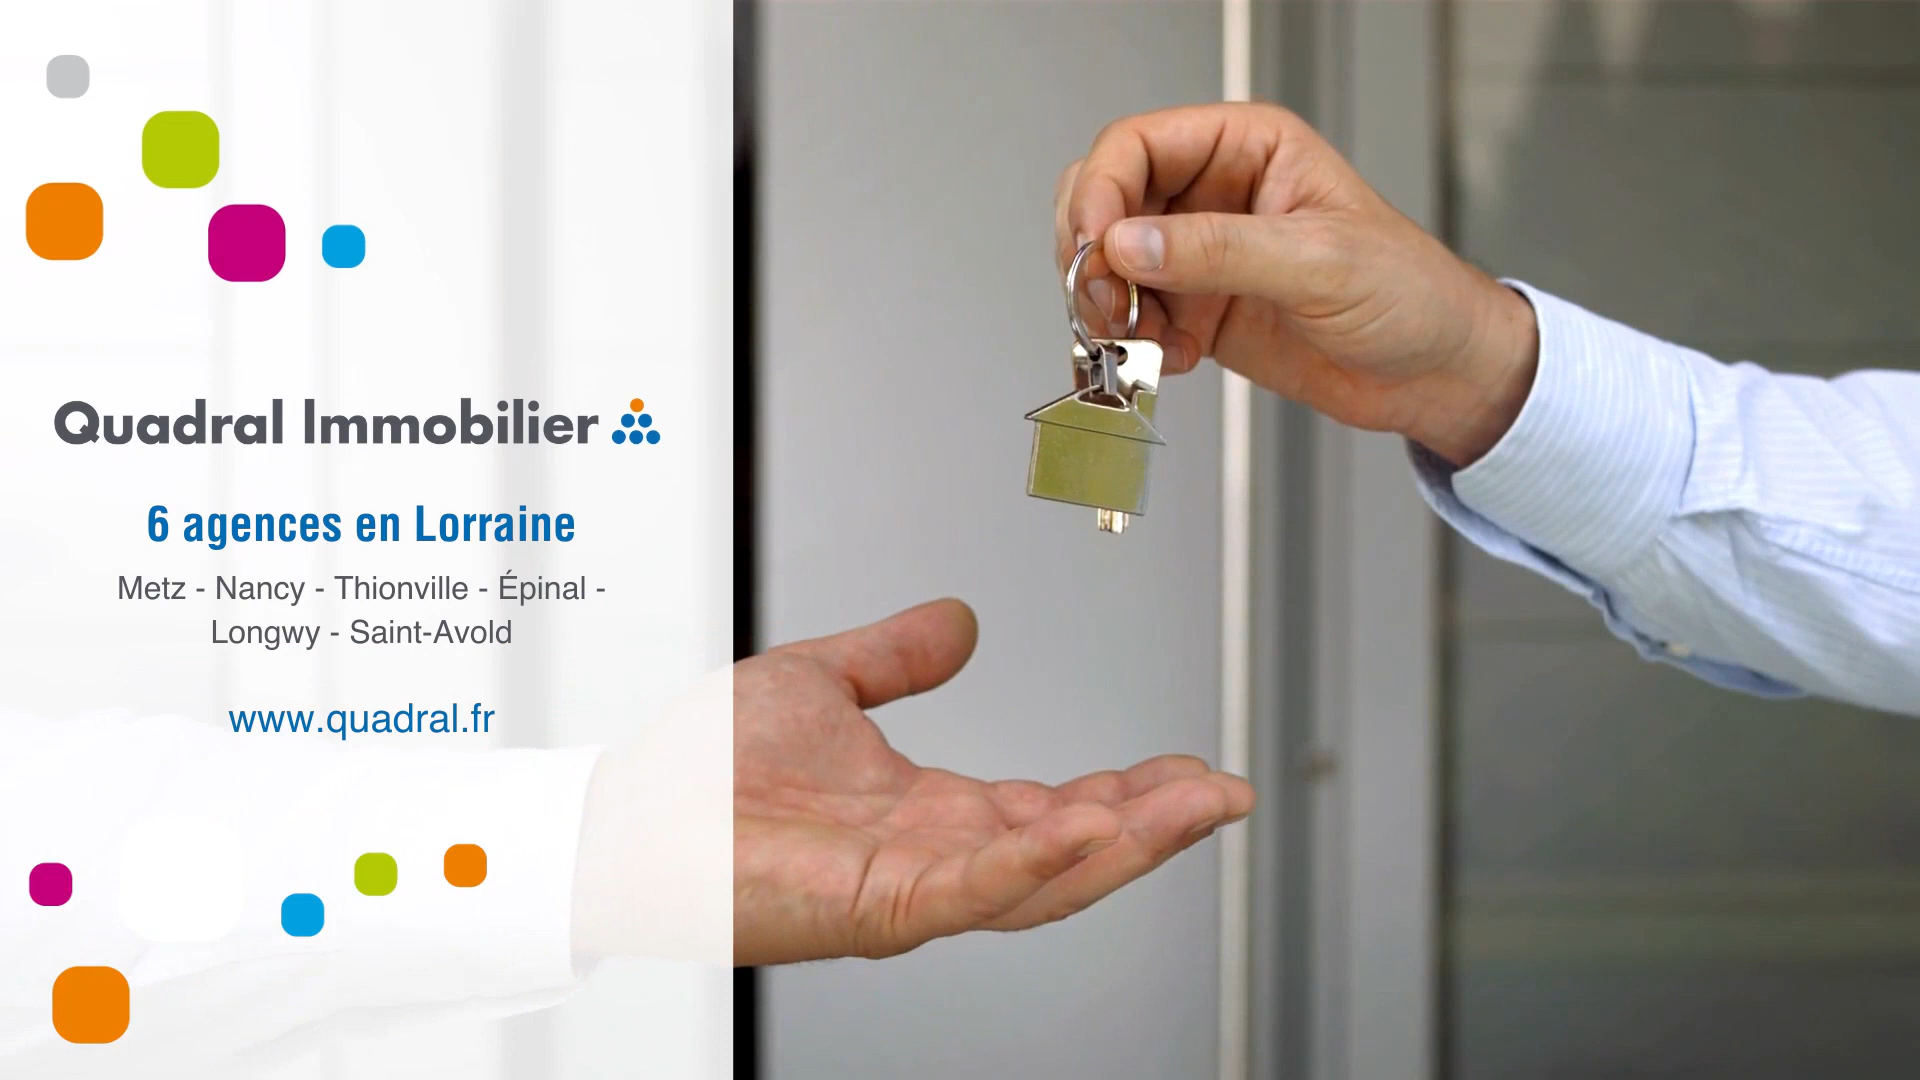 Quadral Immobilier
6 agences en Lorraine
Metz - Nancy - Thionville - Épinal -
Longwy - Saint-Avold
www.quadral.fr